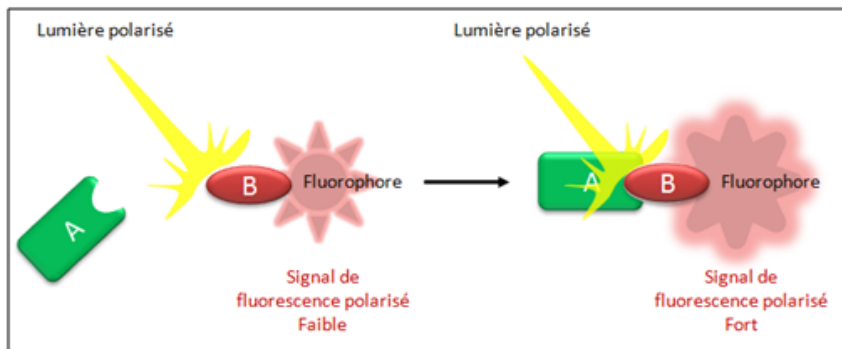 Lumière polarisé
Lumière polarisé
A
B
Fluorophore
A
B
Fluorophore
Signal de
fluorescence polarisé
Faible
Signal de
fluorescence polarisé
Fort